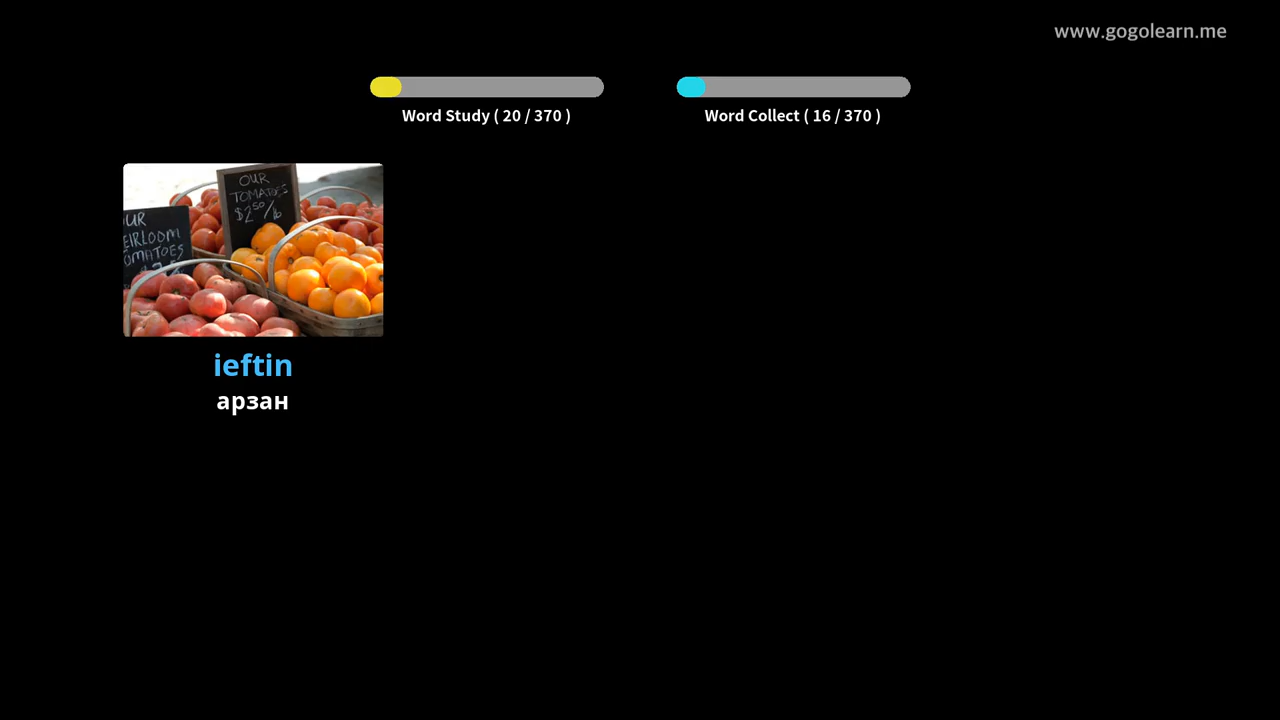 www.gogolearn.me
Word Study ( 20 / 370 )
Word Collect ( 16 / 370 )
OUR
TOMATOES
$2.50/lb
UR
EIRLOOM
OMATOES
ieftin
арзан